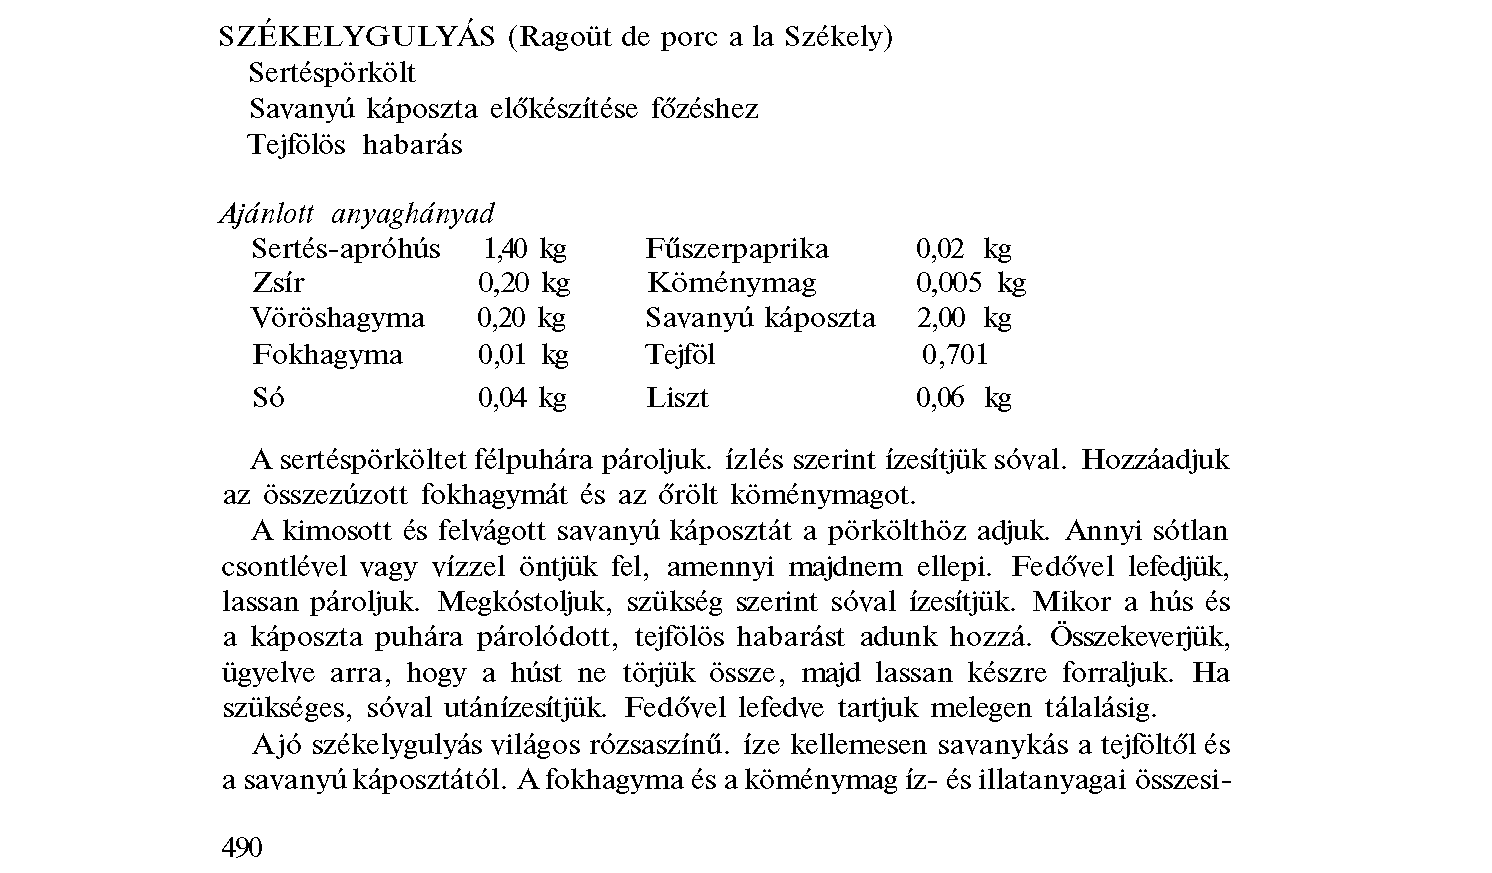 SZÉKELYGULYÁS (Ragoüt de porc a la Székely)
Sertéspörkölt
Savanyú káposzta előkészítése főzéshez
Tejfölös habarás
Ajánlott anyaghányad
Sertés-apróhús 1,40 kg Fűszerpaprika 0,02 kg
Zsír 0,20 kg Köménymag 0,005 kg
Vöröshagyma 0,20 kg Savanyú káposzta 2,00 kg
Fokhagyma 0,01 kg Tejföl 0,701
Só 0,04 kg Liszt 0,06 kg
A sertéspörköltet félpuhára pároljuk. ízlés szerint ízesítjük sóval. Hozzáadjuk
az összezúzott fokhagymát és az őrölt köménymagot.
A kimosott és felvágott savanyú káposztát a pörkölthöz adjuk. Annyi sótlan
csontlével vagy vízzel öntjük fel, amennyi majdnem ellepi. Fedővel lefedjük,
lassan pároljuk. Megkóstoljuk, szükség szerint sóval ízesítjük. Mikor a hús és
a káposzta puhára párolódott, tejfölös habarást adunk hozzá. Összekeverjük,
ügyelve arra, hogy a húst ne törjük össze, majd lassan készre forraljuk. Ha
szükséges, sóval utánízesítjük. Fedővel lefedve tartjuk melegen tálalásig.
Ajó székelygulyás világos rózsaszínű. íze kellemesen savanykás a tejföltől és
a savanyú káposztától. A fokhagyma és a köménymag íz- és illatanyagai összesi-
490